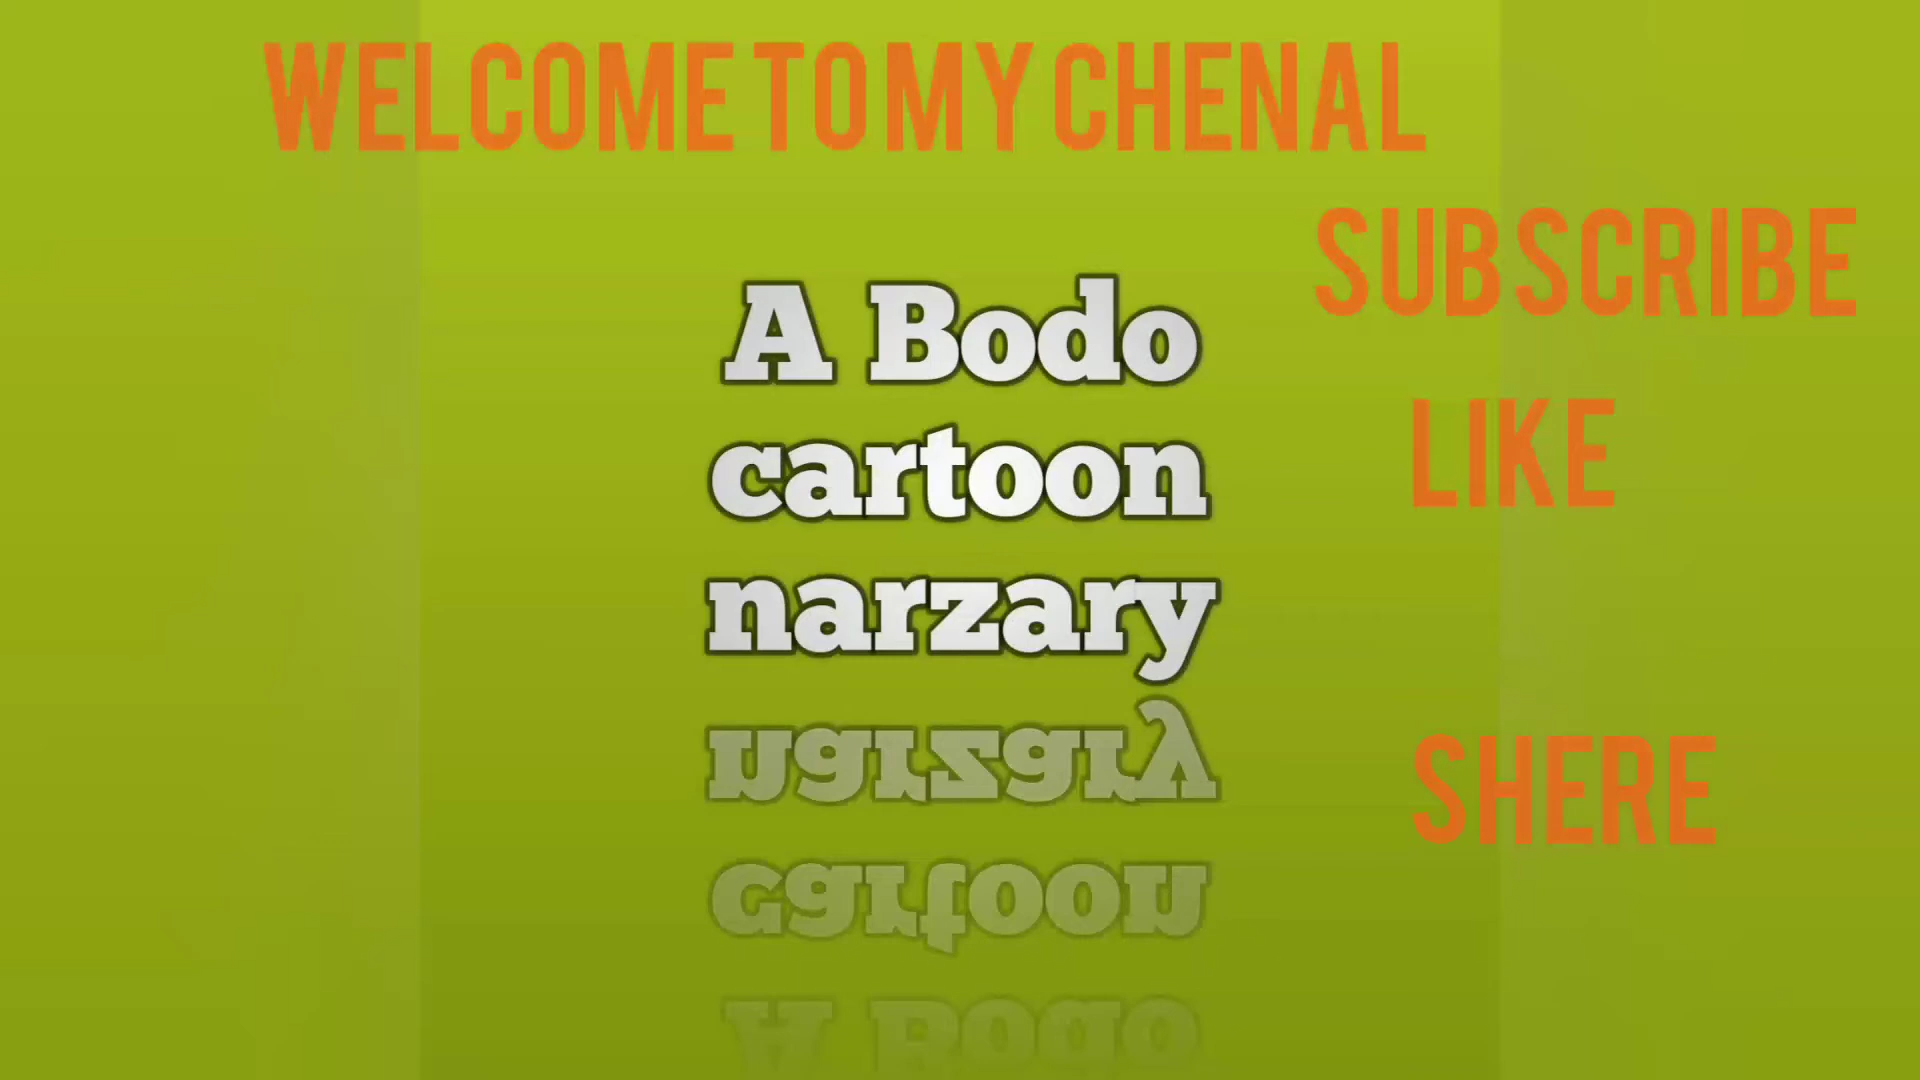 WELCOME TO MY CHENAL
SUBSCRIBE
A Bodo
cartoon
narzary
LIKE
SHERE